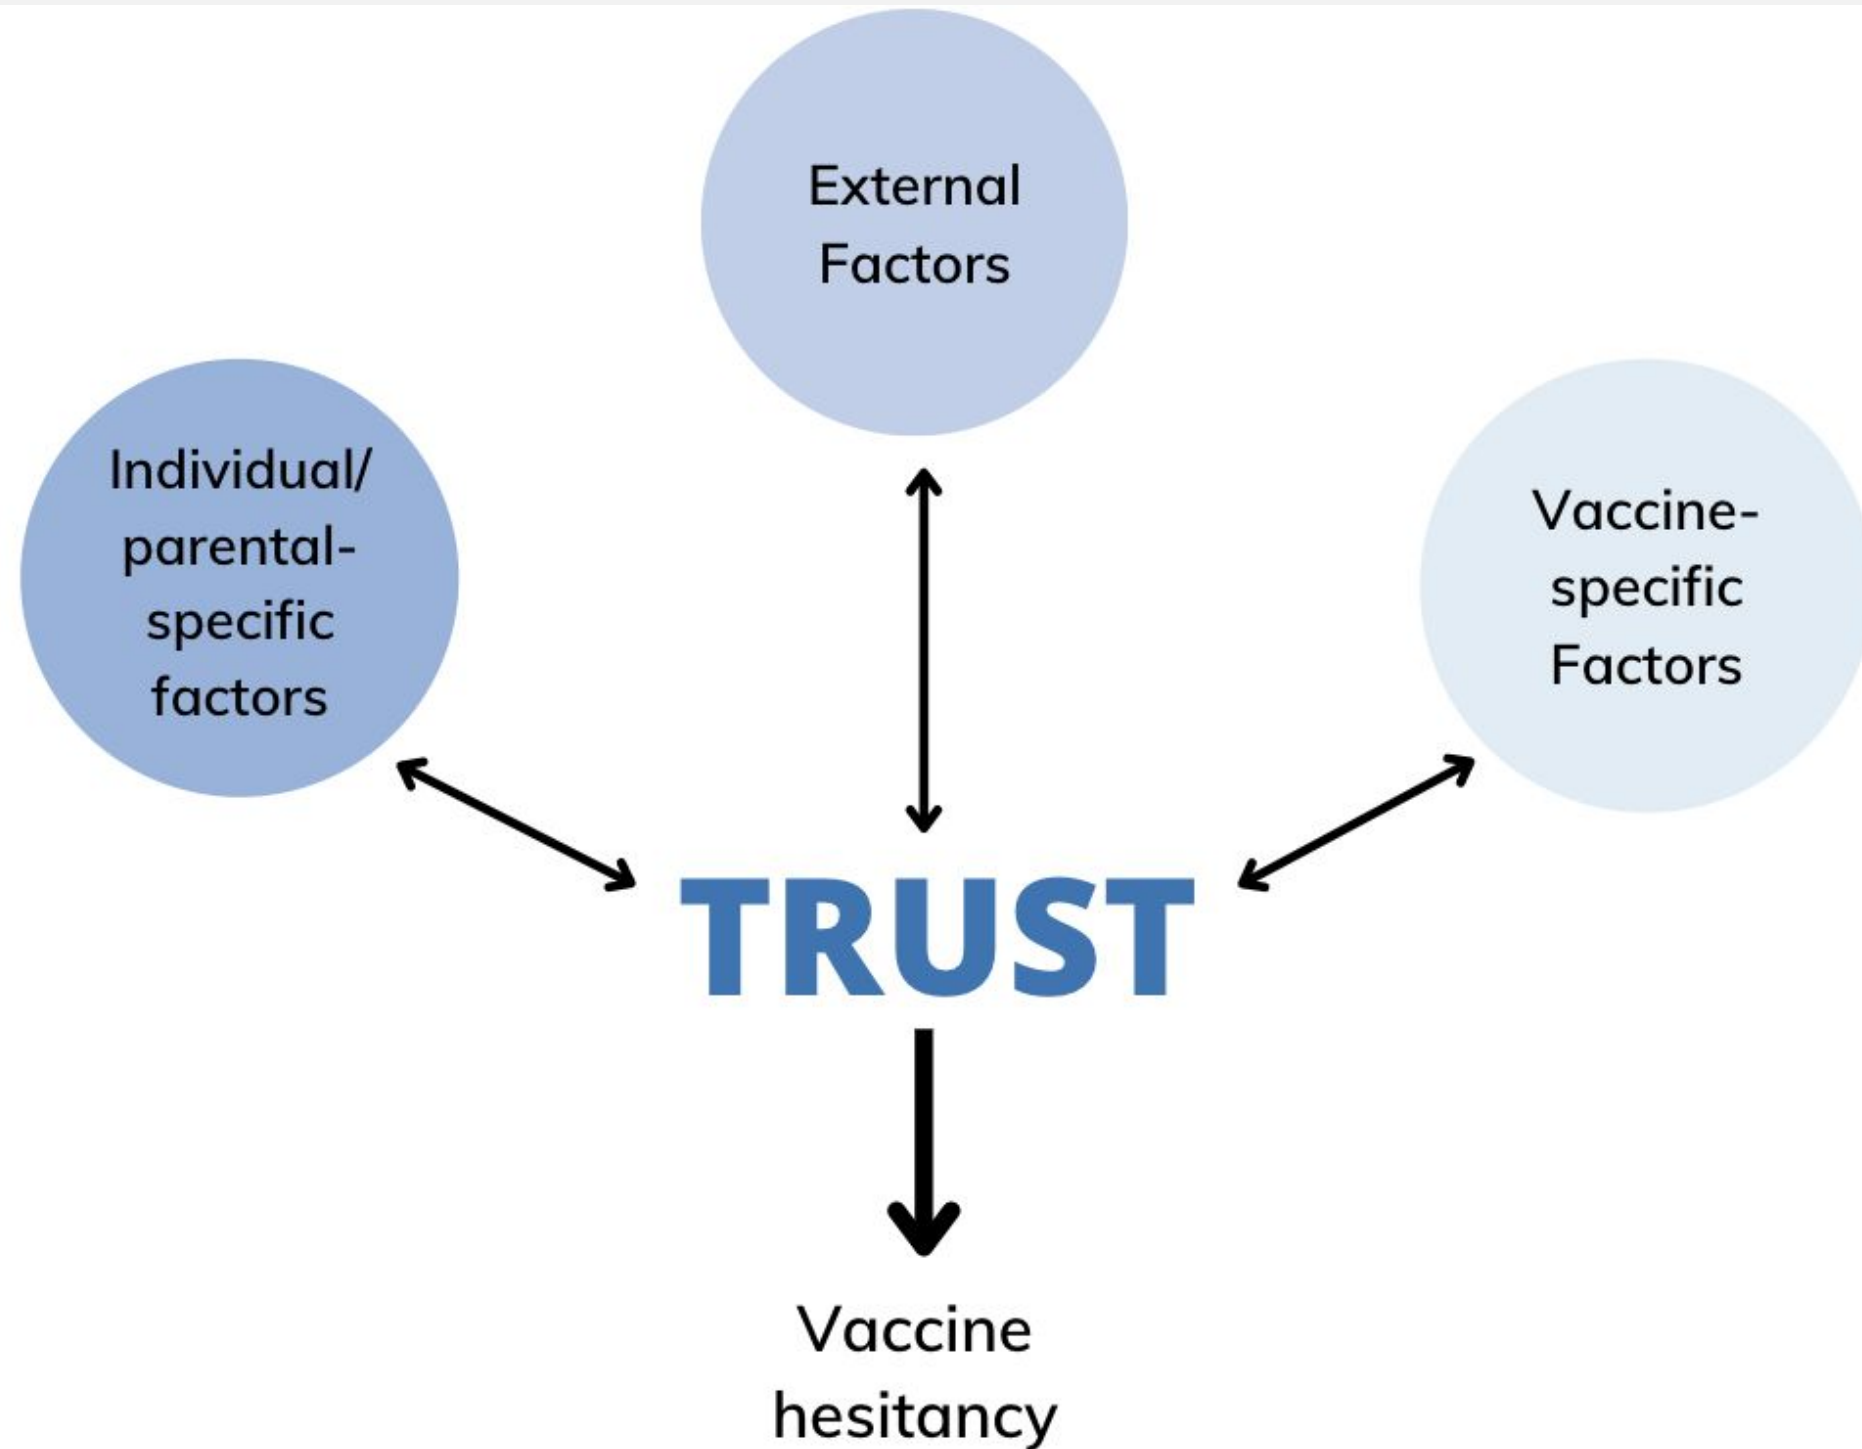 External
Factors
Individual/
parental-
specific
factors
Vaccine-
specific
Factors
TRUST
Vaccine
hesitancy